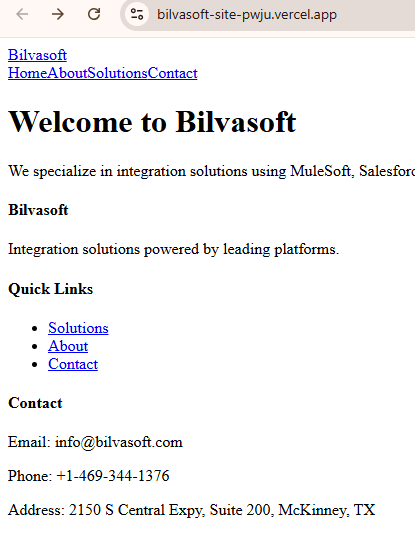 bilvasoft-site-pwju.vercel.app
Bilvasoft
HomeAboutSolutionsContact
Welcome to Bilvasoft
We specialize in integration solutions using MuleSoft, Salesforc
Bilvasoft
Integration solutions powered by leading platforms.
Quick Links
Solutions
About
Contact
Contact
Email: info@bilvasoft.com
Phone: +1-469-344-1376
Address: 2150 S Central Expy, Suite 200, McKinney, TX